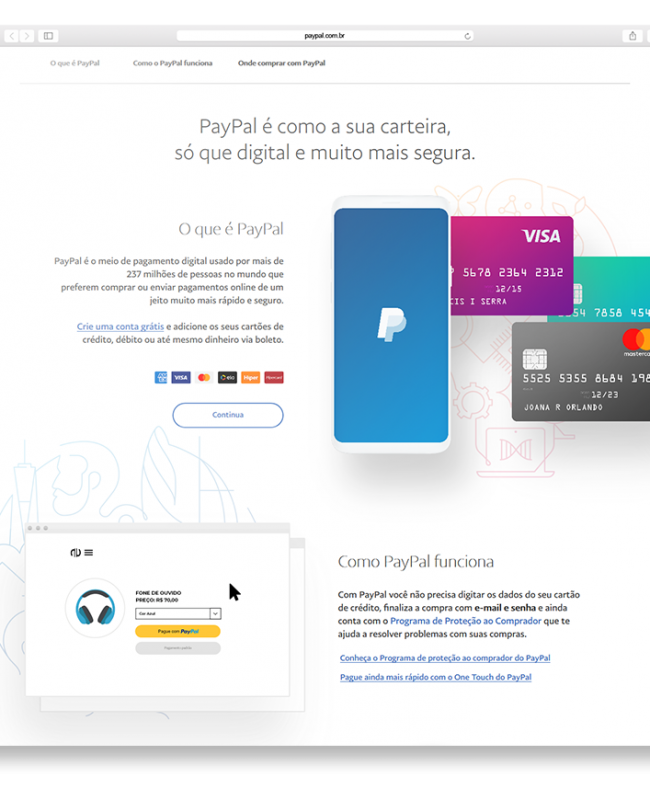 paypal.com.br
O que é PayPal
Como o PayPal funciona
Onde comprar com PayPal
PayPal é como a sua carteira,
só que digital e muito mais segura.
O que é PayPal
PayPal é o meio de pagamento digital usado por mais de
237 milhões de pessoas no mundo que
preferem comprar ou enviar pagamentos online de um
jeito muito mais rápido e seguro.
Crie uma conta grátis e adicione os seus cartões de
crédito, débito ou até mesmo dinheiro via boleto.
VISA
elo
Hiper
Hipercard
Continua
VISA
5678 2364 2312
12/15
CIS I SERRA
54 7858 454
mastercard
5525 5355 8684 198
12/23
JOANA R ORLANDO
FONE DE OUVIDO
PREÇO: R$ 70,00
Cor: Azul
Pague com PayPal
Como PayPal funciona
Com PayPal você não precisa digitar os dados do seu cartão
de crédito, finaliza a compra com e-mail e senha e ainda
conta com o Programa de Proteção ao Comprador que te
ajuda a resolver problemas com suas compras.
Conheça o Programa de proteção ao comprador do PayPal
Pague ainda mais rápido com o One Touch do PayPal